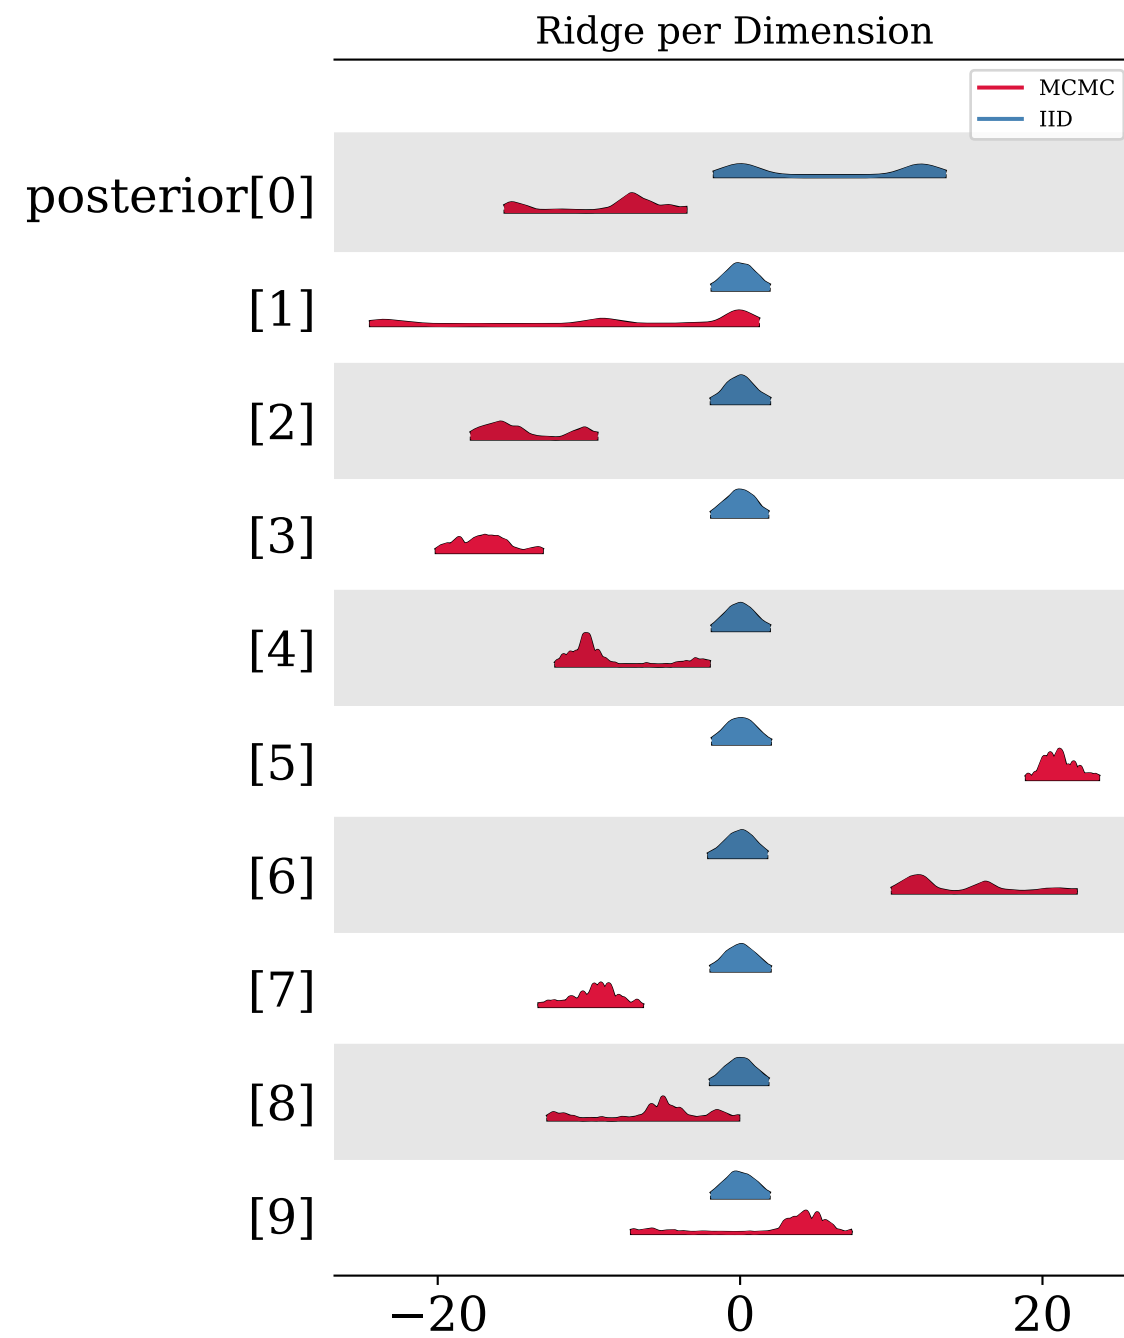 Ridge per Dimension
MCMC
IID
posterior[0]
[1]
[2]
[3]
[4]
[5]
[6]
[7]
[8]
[9]
−20 0 20